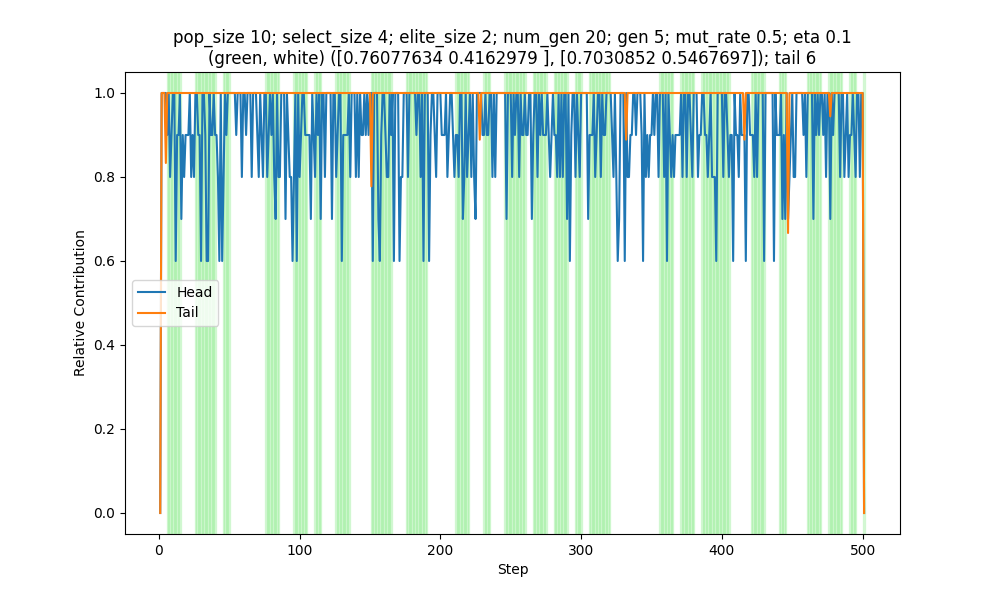 pop_size 10; select_size 4; elite_size 2; num_gen 20; gen 5; mut_rate 0.5; eta 0.1
(green, white) ([0.76077634 0.4162979 ], [0.7030852 0.5467697]); tail 6
1.0
0.8
0.6
0.4
0.2
0.0
Relative Contribution
Head
Tail
0
100
200
300
400
500
Step